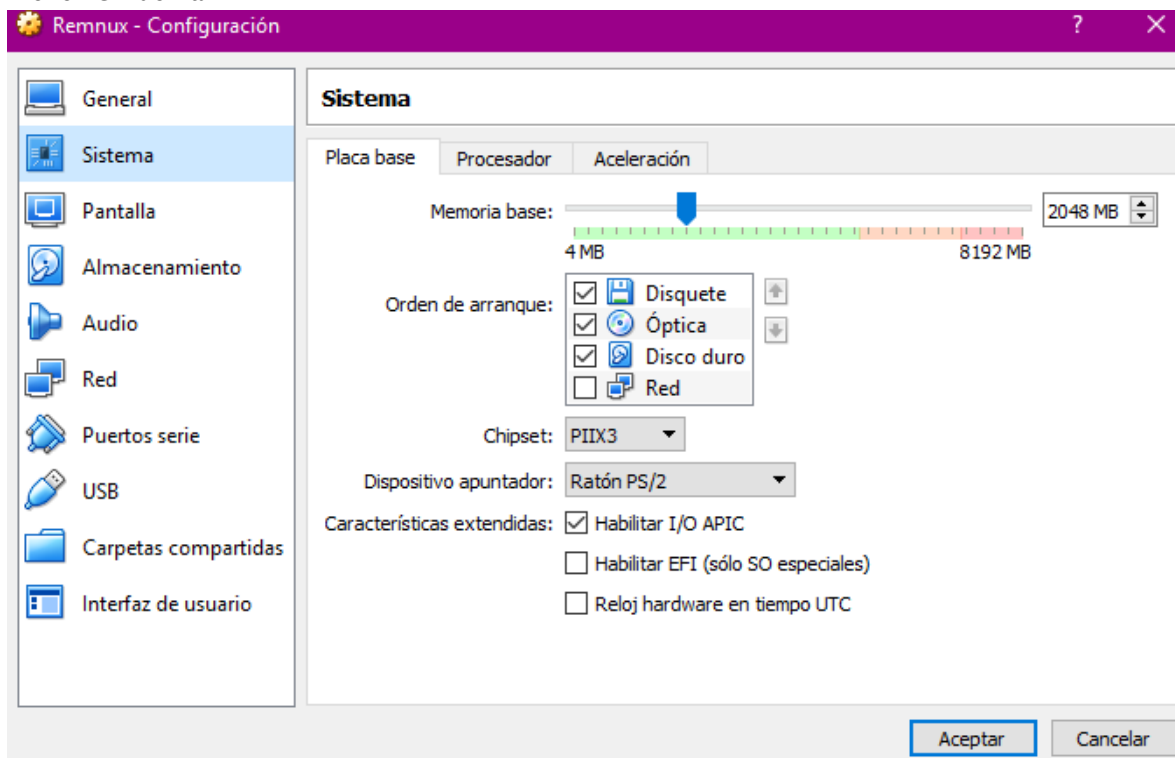 Remnux - Configuración
?
General
Sistema
Pantalla
Almacenamiento
Audio
Red
Puertos serie
USB
Carpetas compartidas
Interfaz de usuario
Sistema
Placa base Procesador Aceleración
Memoria base: 2048 MB
4 MB 8192 MB
Orden de arranque: Disquete
Óptica
Disco duro
Red
Chipset: PIIX3
Dispositivo apuntador: Ratón PS/2
Características extendidas: Habilitar I/O APIC
Habilitar EFI (sólo SO especiales)
Reloj hardware en tiempo UTC
Aceptar Cancelar